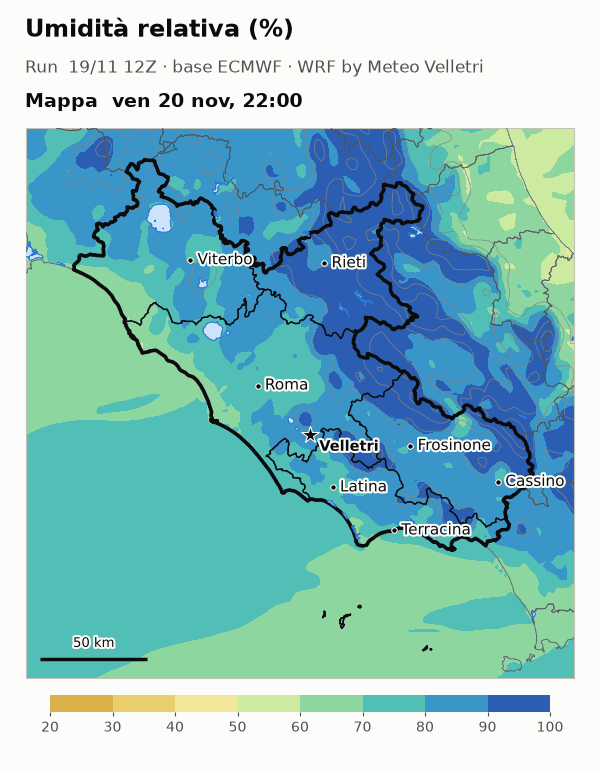 Umidità relativa (%)
Run  19/11 12Z · base ECMWF · WRF by Meteo Velletri
Mappa  ven 20 nov, 22:00
Viterbo
Rieti
Roma
Velletri
Frosinone
Cassino
Latina
Terracina
50 km
20 30 40 50 60 70 80 90 100